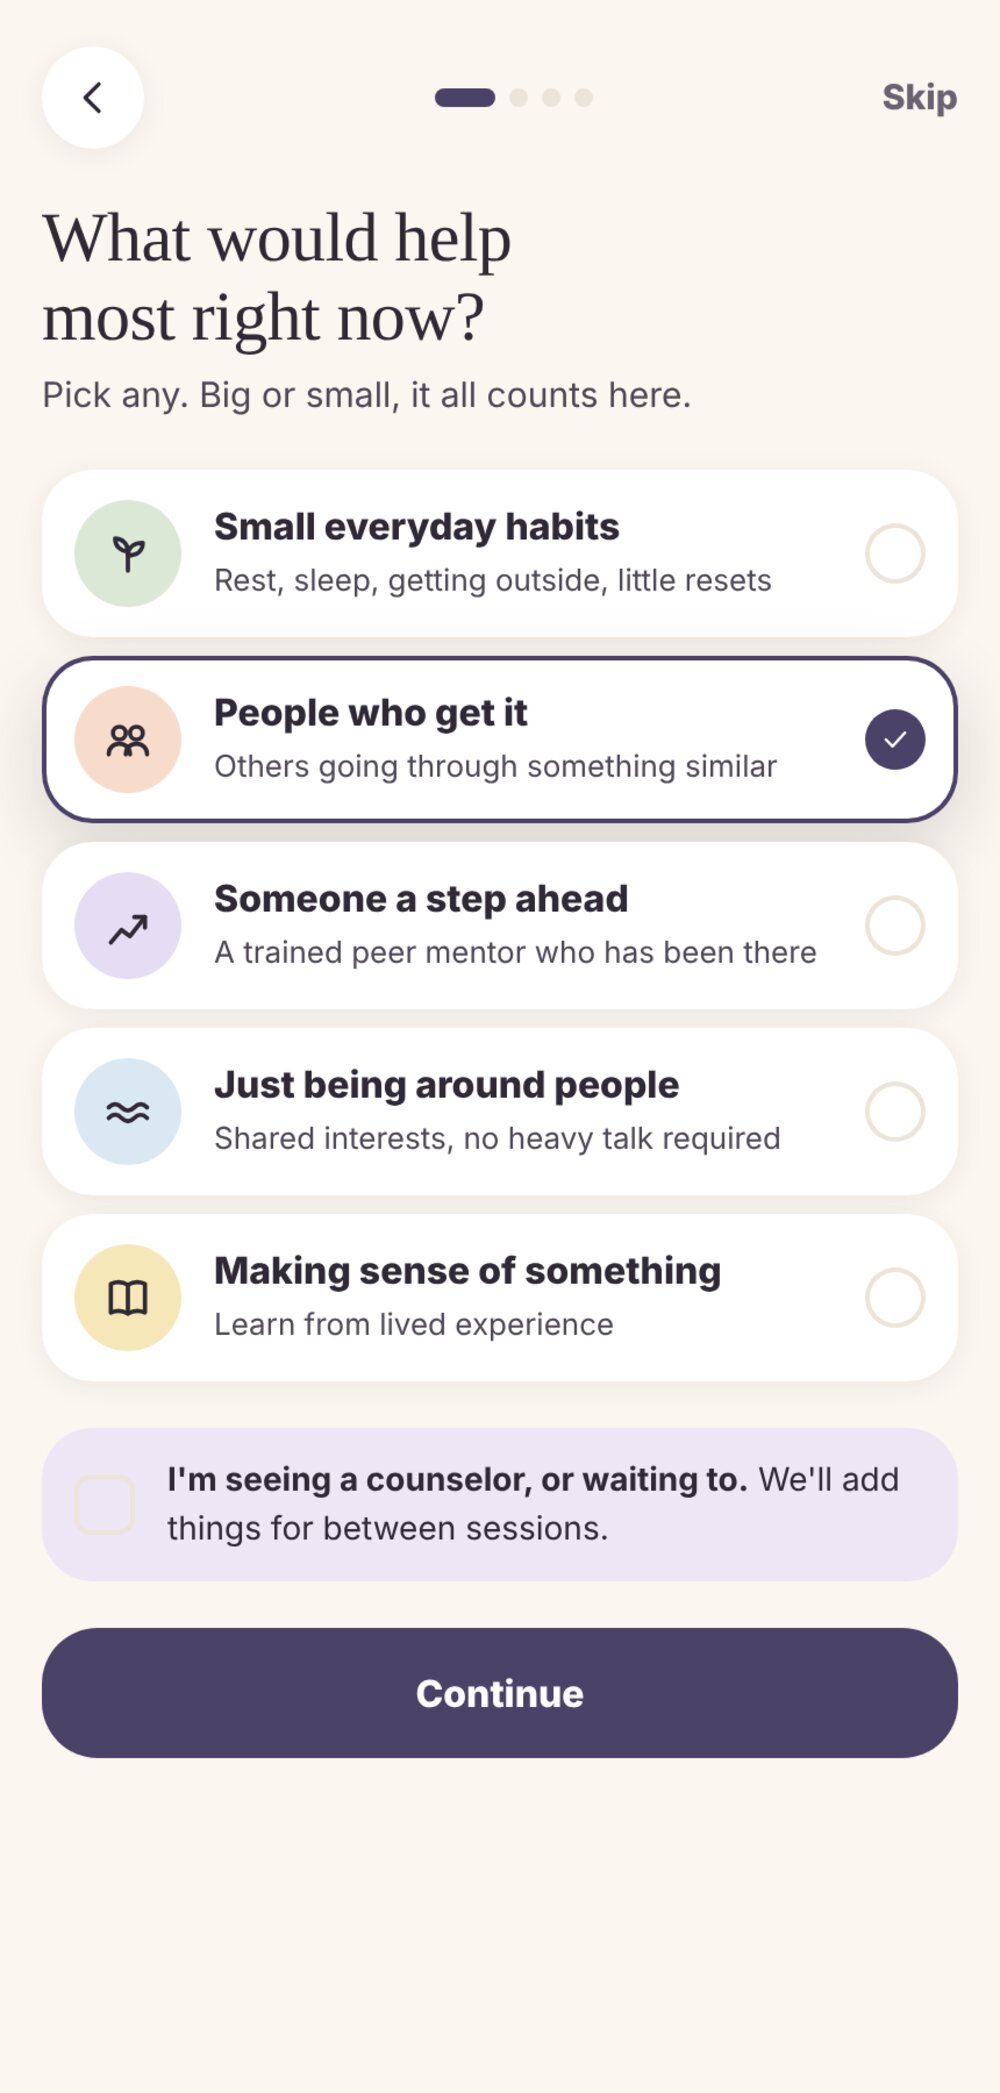 Skip
What would help
most right now?
Pick any. Big or small, it all counts here.
Small everyday habits
Rest, sleep, getting outside, little resets
People who get it
Others going through something similar
Someone a step ahead
A trained peer mentor who has been there
Just being around people
Shared interests, no heavy talk required
Making sense of something
Learn from lived experience
I'm seeing a counselor, or waiting to. We'll add
things for between sessions.
Continue